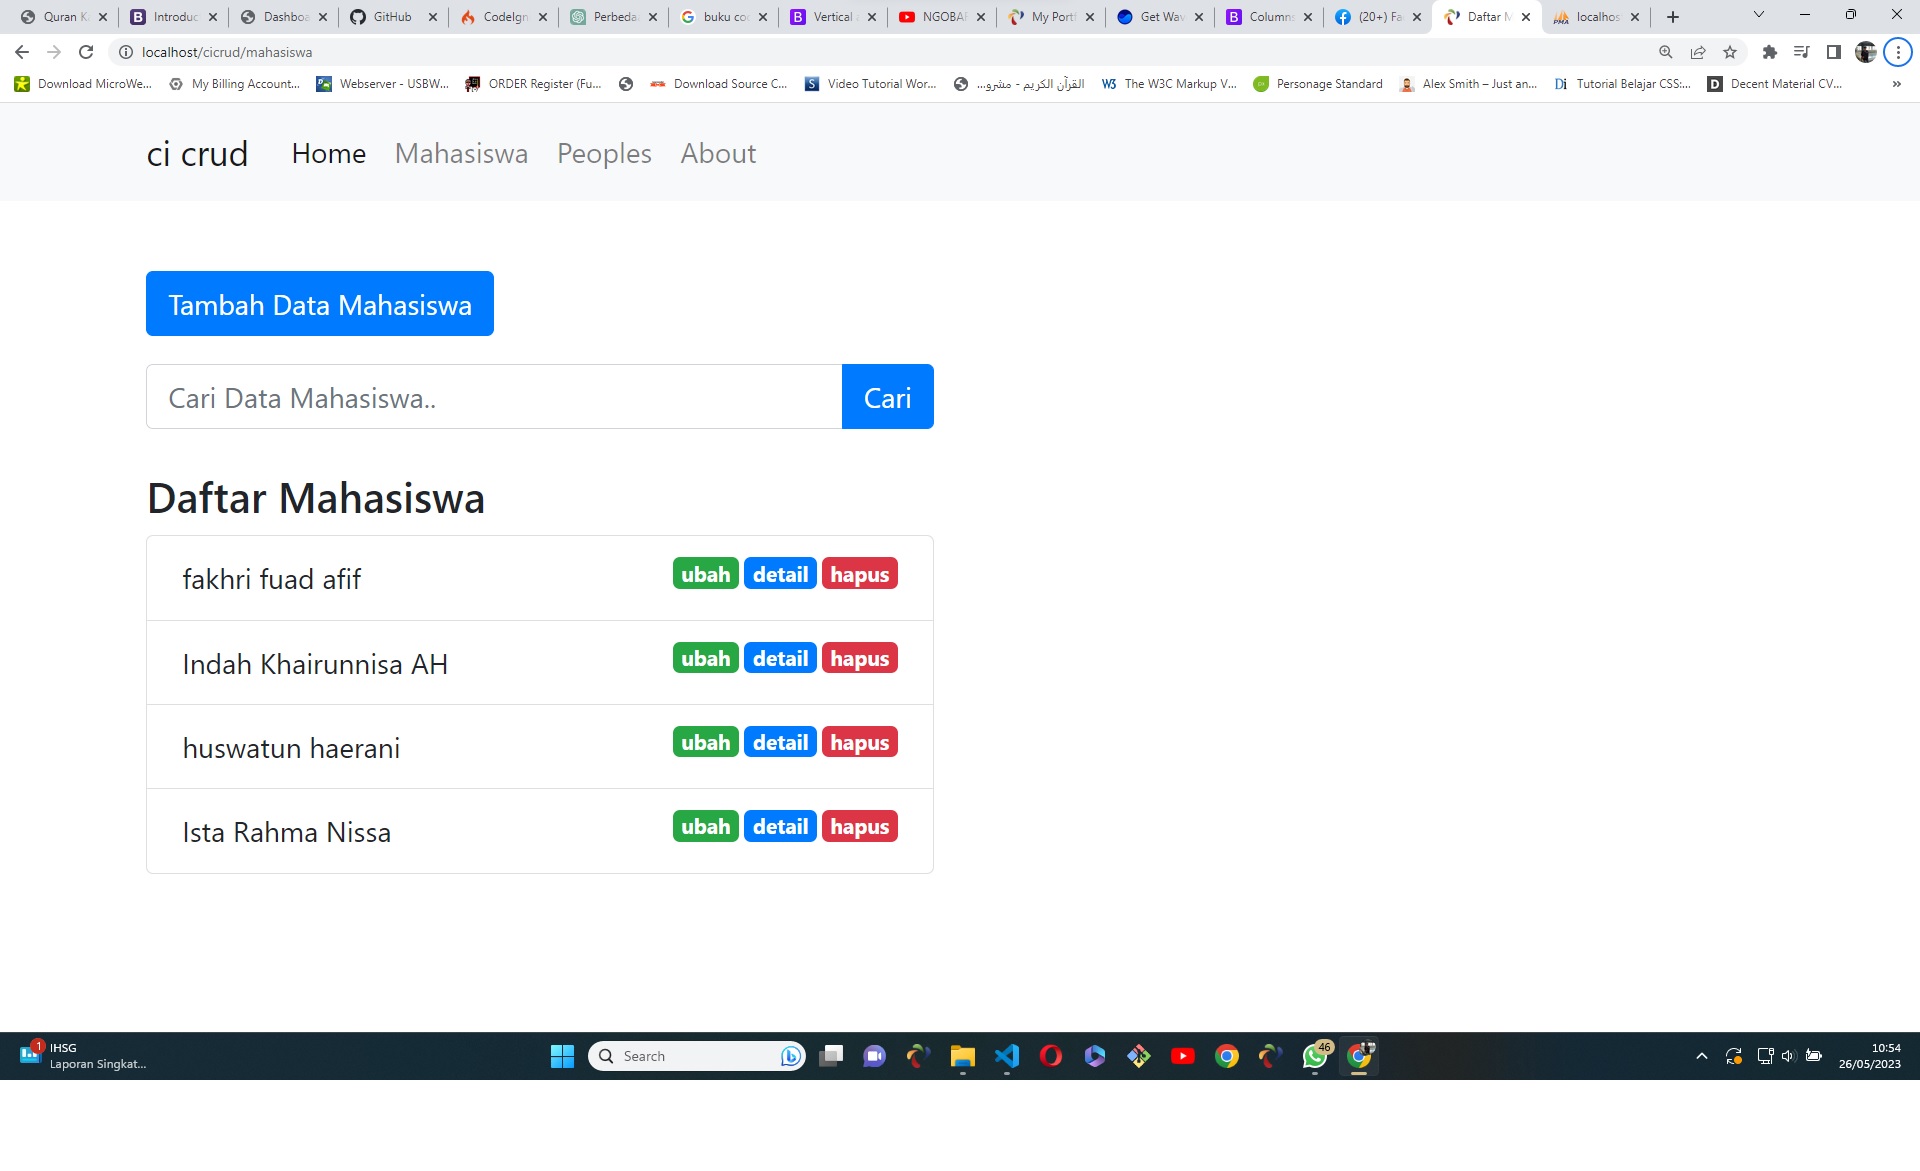 Quran Ka Introduc Dashboa GitHub CodeIgn Perbeda buku co Vertical NGOBA My Port Get Wav Columns (20+) Fa Daftar M localhos
localhost/cicrud/mahasiswa
Download MicroWe... My Billing Account... Webserver - USBW... ORDER Register (Fu... Download Source C... Video Tutorial Wor... القرآن الكريم - مشرو... The W3C Markup V... Personage Standard Alex Smith – Just an... Tutorial Belajar CSS:... Decent Material CV... »
ci crud Home Mahasiswa Peoples About
Tambah Data Mahasiswa
Cari Data Mahasiswa.. Cari
Daftar Mahasiswa
fakhri fuad afif ubah detail hapus
Indah Khairunnisa AH ubah detail hapus
huswatun haerani ubah detail hapus
Ista Rahma Nissa ubah detail hapus
1 IHSG
Laporan Singkat...
Search
46
10:54
26/05/2023